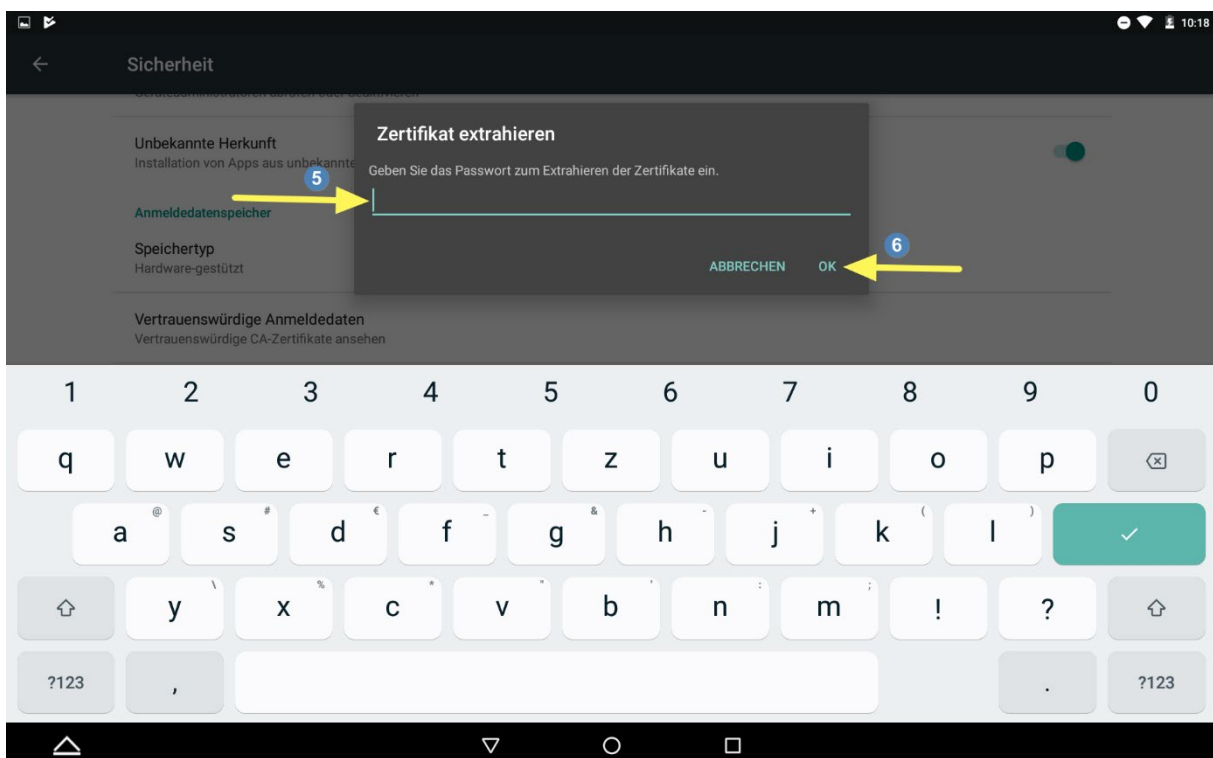 10:18
Sicherheit
Unbekannte Herkunft
Installation von Apps aus
Anmeldedatenspeicher
Speichertyp
Hardware-gestützt
Vertrauenswürdige Anmeldedaten
Vertrauenswürdige CA-Zertifikate ansehen
Zertifikat extrahieren
Geben Sie das Passwort zum Extrahieren der Zertifikate ein.
5
ABBRECHEN OK
6
1 2 3 4 5 6 7 8 9 0
q w e r t z u i o p
@ # € _ & - + ( )
a s d f g h j k l
\ % * " ' : ;
y x c v b n m ! ?
?123 , . ?123